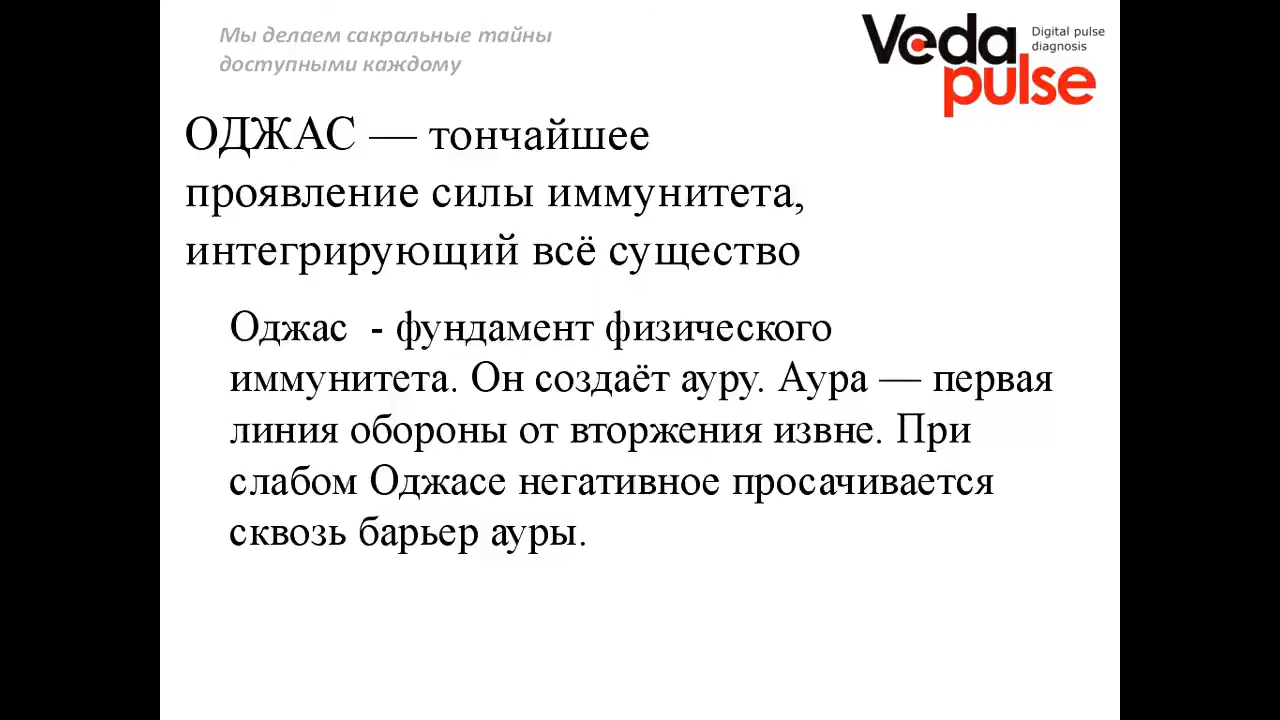 Мы делаем сакральные тайны
доступными каждому
Veda
pulse
Digital pulse
diagnosis
ОДЖАС — тончайшее
проявление силы иммунитета,
интегрирующий всё существо
Оджас - фундамент физического
иммунитета. Он создаёт ауру. Аура — первая
линия обороны от вторжения извне. При
слабом Оджасе негативное просачивается
сквозь барьер ауры.